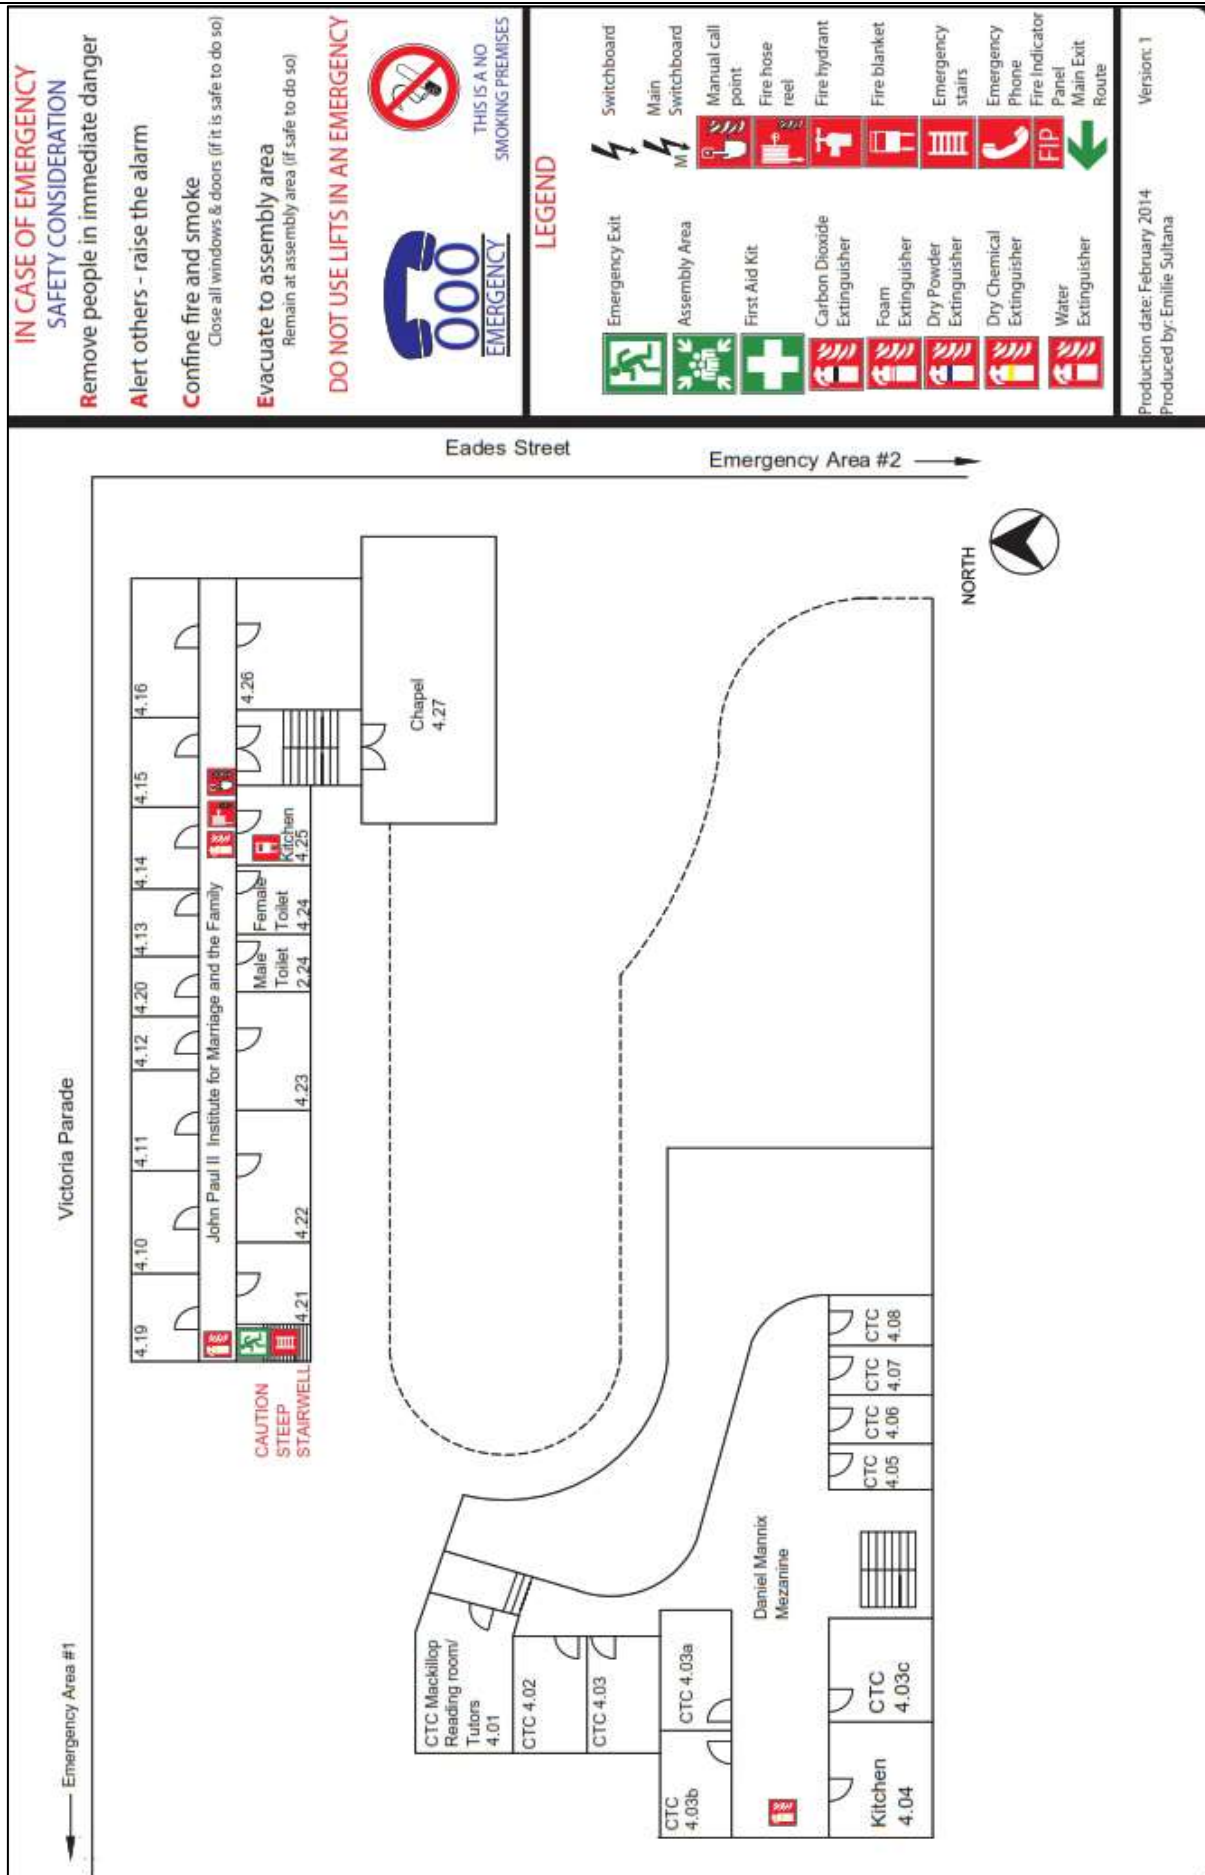 IN CASE OF EMERGENCY
SAFETY CONSIDERATION
Remove people in immediate danger
Alert others - raise the alarm
Confine fire and smoke
Close all windows & doors (if it is safe to do so)
Evacuate to assembly area
Remain at assembly area (if safe to do so)
DO NOT USE LIFTS IN AN EMERGENCY
000
EMERGENCY
THIS IS A NO
SMOKING PREMISES
LEGEND
Emergency Exit
Assembly Area
First Aid Kit
Carbon Dioxide
Extinguisher
Foam
Extinguisher
Dry Powder
Extinguisher
Dry Chemical
Extinguisher
Water
Extinguisher
Switchboard
M
Main
Switchboard
Manual call
point
Fire hose
reel
Fire hydrant
Fire blanket
Emergency
stairs
Emergency
Phone
FIP
Fire Indicator
Panel
Main Exit
Route
Production date: February 2014
Produced by: Emilie Sultana
Version: 1
Emergency Area #1
Victoria Parade
Eades Street
Emergency Area #2
NORTH
4.19
4.10
4.11
4.12
4.20
4.13
4.14
4.15
4.16
John Paul II Institute for Marriage and the Family
CAUTION
STEEP
STAIRWELL
4.21
4.22
4.23
Male
Toilet
2.24
Female
Toilet
4.24
Kitchen
4.25
4.26
Chapel
4.27
CTC Mackillop
Reading room/
Tutors
4.01
CTC 4.02
CTC 4.03
CTC 4.03a
CTC
4.03b
Daniel Mannix
Mezanine
Kitchen
4.04
CTC
4.03c
CTC
4.05
CTC
4.06
CTC
4.07
CTC
4.08